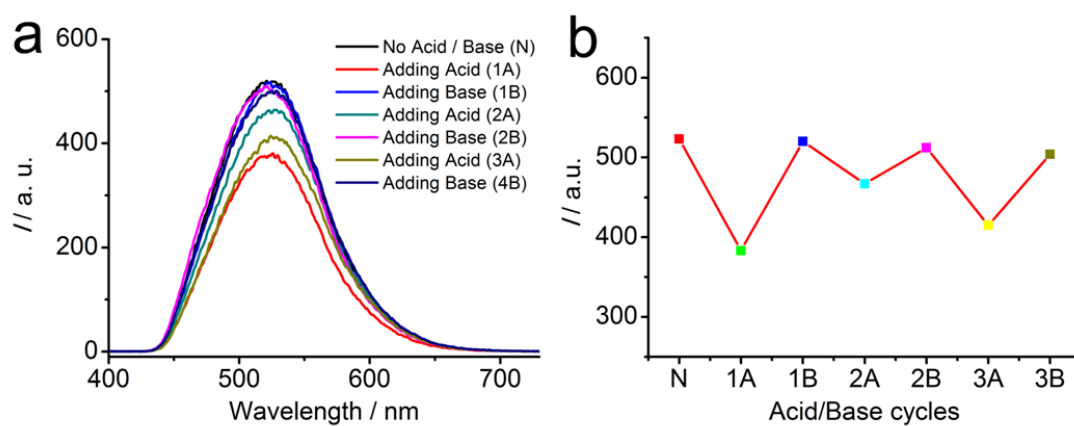 a
600
400
200
0
I / a. u.
400
500
600
700
Wavelength / nm
No Acid / Base (N)
Adding Acid (1A)
Adding Base (1B)
Adding Acid (2A)
Adding Base (2B)
Adding Acid (3A)
Adding Base (4B)
b
600
500
400
300
I / a.u.
N
1A
1B
2A
2B
3A
3B
Acid/Base cycles